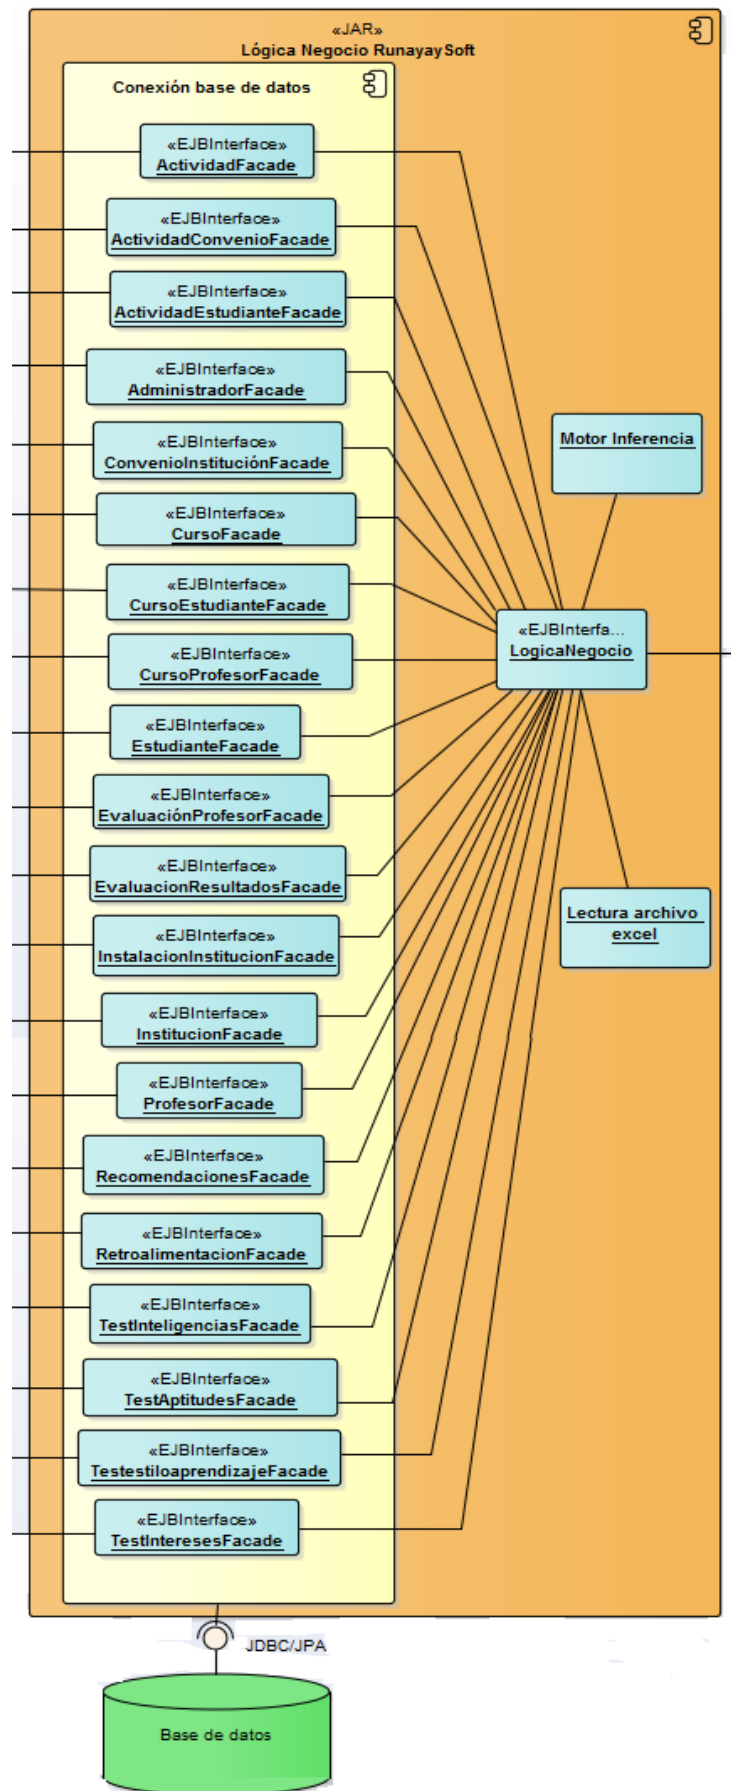 «JAR»
Lógica Negocio RunayaySoft
Conexión base de datos
«EJBInterface»
ActividadFacade
«EJBInterface»
ActividadConvenioFacade
«EJBInterface»
ActividadEstudianteFacade
«EJBInterface»
AdministradorFacade
«EJBInterface»
ConvenioInstituciónFacade
«EJBInterface»
CursoFacade
«EJBInterface»
CursoEstudianteFacade
«EJBInterface»
CursoProfesorFacade
«EJBInterface»
EstudianteFacade
«EJBInterface»
EvaluaciónProfesorFacade
«EJBInterface»
EvaluacionResultadosFacade
«EJBInterface»
InstalacionInstitucionFacade
«EJBInterface»
InstitucionFacade
«EJBInterface»
ProfesorFacade
«EJBInterface»
RecomendacionesFacade
«EJBInterface»
RetroalimentacionFacade
«EJBInterface»
TestInteligenciasFacade
«EJBInterface»
TestAptitudesFacade
«EJBInterface»
TestestiloaprendizajeFacade
«EJBInterface»
TestInteresesFacade
Motor Inferencia
«EJBInterfa...
LogicaNegocio
Lectura archivo
excel
JDBC/JPA
Base de datos